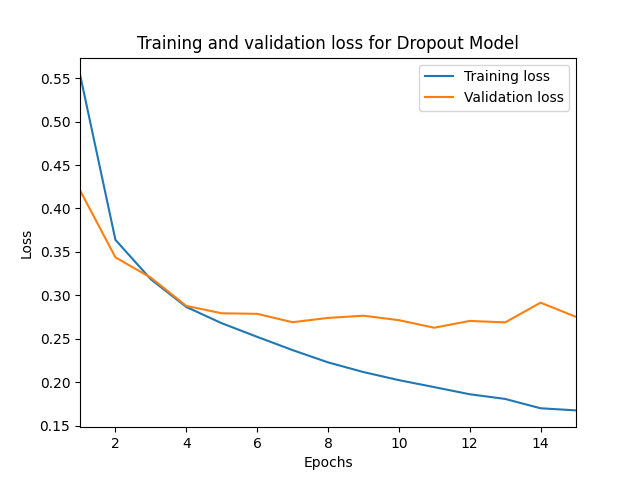 Training and validation loss for Dropout Model
Training loss
Validation loss
0.55
0.50
0.45
0.40
0.35
0.30
0.25
0.20
0.15
Loss
2 4 6 8 10 12 14
Epochs